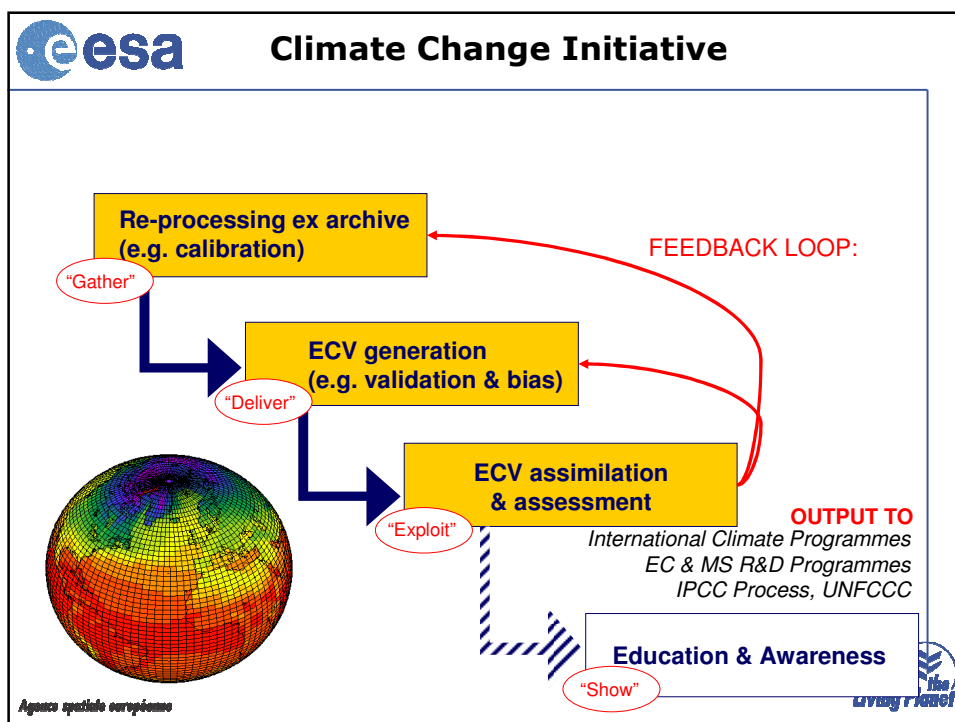 esa
Climate Change Initiative
Re-processing ex archive
(e.g. calibration)
“Gather”
FEEDBACK LOOP:
ECV generation
(e.g. validation & bias)
“Deliver”
ECV assimilation
& assessment
“Exploit”
OUTPUT TO
International Climate Programmes
EC & MS R&D Programmes
IPCC Process, UNFCCC
Education & Awareness
“Show”
the
Living Planet
Agence spatiale européenne